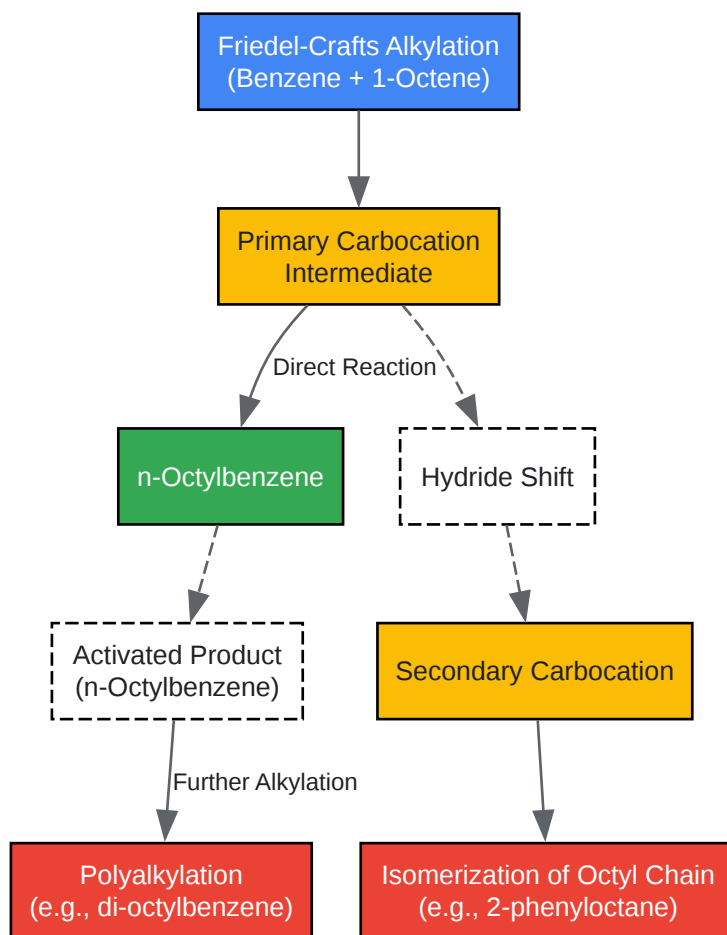 Friedel-Crafts Alkylation
(Benzene + 1-Octene)
Primary Carbocation
Intermediate
Direct Reaction
n-Octylbenzene
Hydride Shift
Activated Product
(n-Octylbenzene)
Secondary Carbocation
Further Alkylation
Polyalkylation
(e.g., di-octylbenzene)
Isomerization of Octyl Chain
(e.g., 2-phenyloctane)